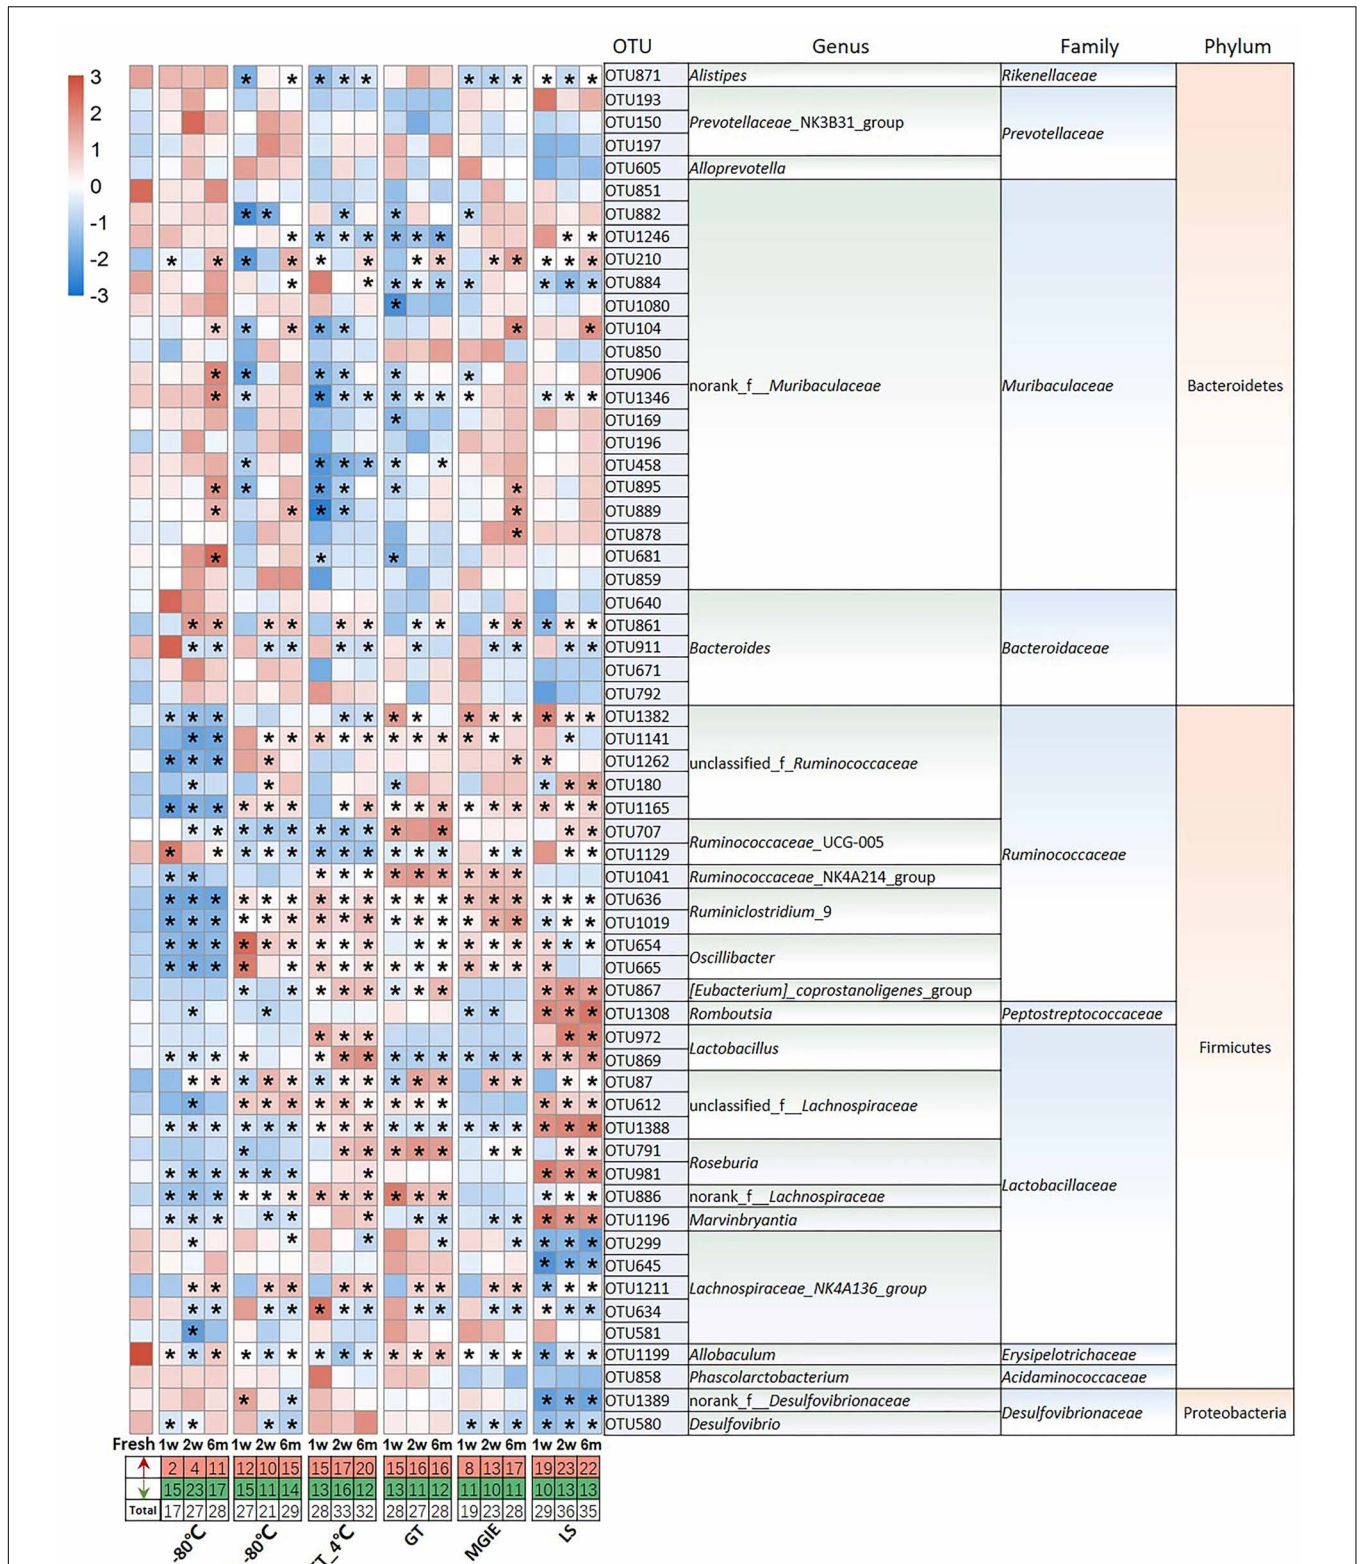 OTU Genus Family Phylum
3
2
1
0
-1
-2
-3
OTU871 Alistipes Rikenellaceae
OTU193
OTU150 Prevotellaceae_NK3B31_group Prevotellaceae
OTU197
OTU605 Alloprevotella
OTU851
OTU882
OTU1246
OTU210
OTU884
OTU1080
OTU104
OTU850
OTU906 norank_f__Muribaculaceae Muribaculaceae Bacteroidetes
OTU1346
OTU169
OTU196
OTU458
OTU895
OTU889
OTU878
OTU681
OTU859
OTU640
OTU861
OTU911 Bacteroides Bacteroidaceae
OTU671
OTU792
OTU1382
OTU1141
OTU1262 unclassified_f_Ruminococcaceae
OTU180
OTU1165
OTU707
OTU1129 Ruminococcaceae_UCG-005 Ruminococcaceae
OTU1041 Ruminococcaceae_NK4A214_group
OTU636
OTU1019 Ruminiclostridium_9
OTU654
OTU665 Oscillibacter
OTU867 [Eubacterium]_coprostanoligenes_group
OTU1308 Romboutsia Peptostreptococcaceae
OTU972
OTU869 Lactobacillus Firmicutes
OTU87
OTU612 unclassified_f__Lachnospiraceae
OTU1388
OTU791
OTU981 Roseburia
OTU886 norank_f__Lachnospiraceae Lactobacillaceae
OTU1196 Marvinbryantia
OTU299
OTU645
OTU1211 Lachnospiraceae_NK4A136_group
OTU634
OTU581
OTU1199 Allobaculum Erysipelotrichaceae
OTU858 Phascolarctobacterium Acidaminococcaceae
OTU1389 norank_f__Desulfovibrionaceae
OTU580 Desulfovibrio Desulfovibrionaceae Proteobacteria
Fresh 1w 2w 6m 1w 2w 6m 1w 2w 6m 1w 2w 6m 1w 2w 6m 1w 2w 6m
2 4 11 12 10 15 15 17 20 15 16 16 8 13 17 19 23 22
15 23 17 15 11 14 13 16 12 13 11 12 11 10 11 10 13 13
Total 17 27 28 27 21 29 28 33 32 28 27 28 19 23 28 29 36 35
-80℃ -80℃ _4℃ GT MGIE LS